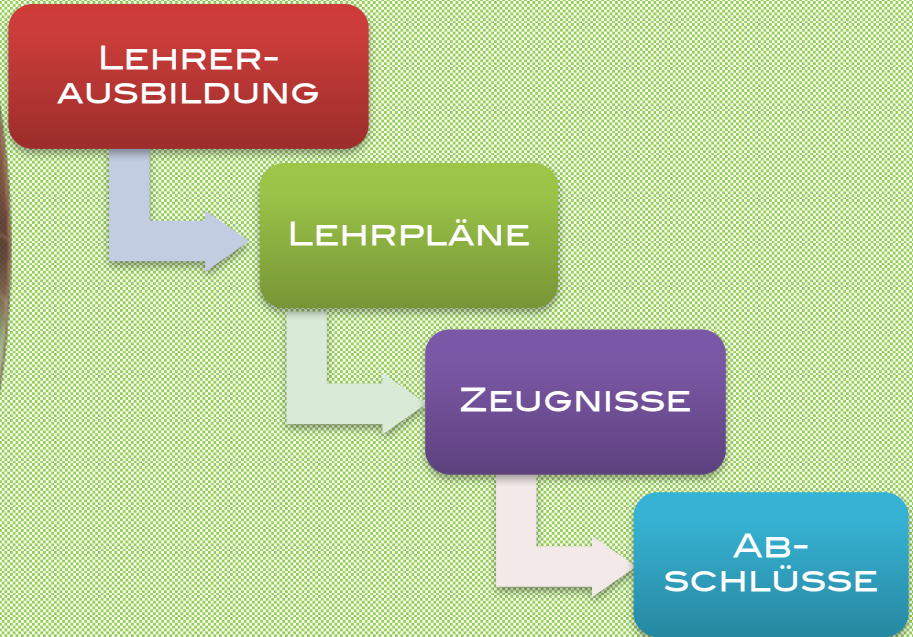 Lehrer-
ausbildung
Lehrpläne
Zeugnisse
Ab-
schlüsse